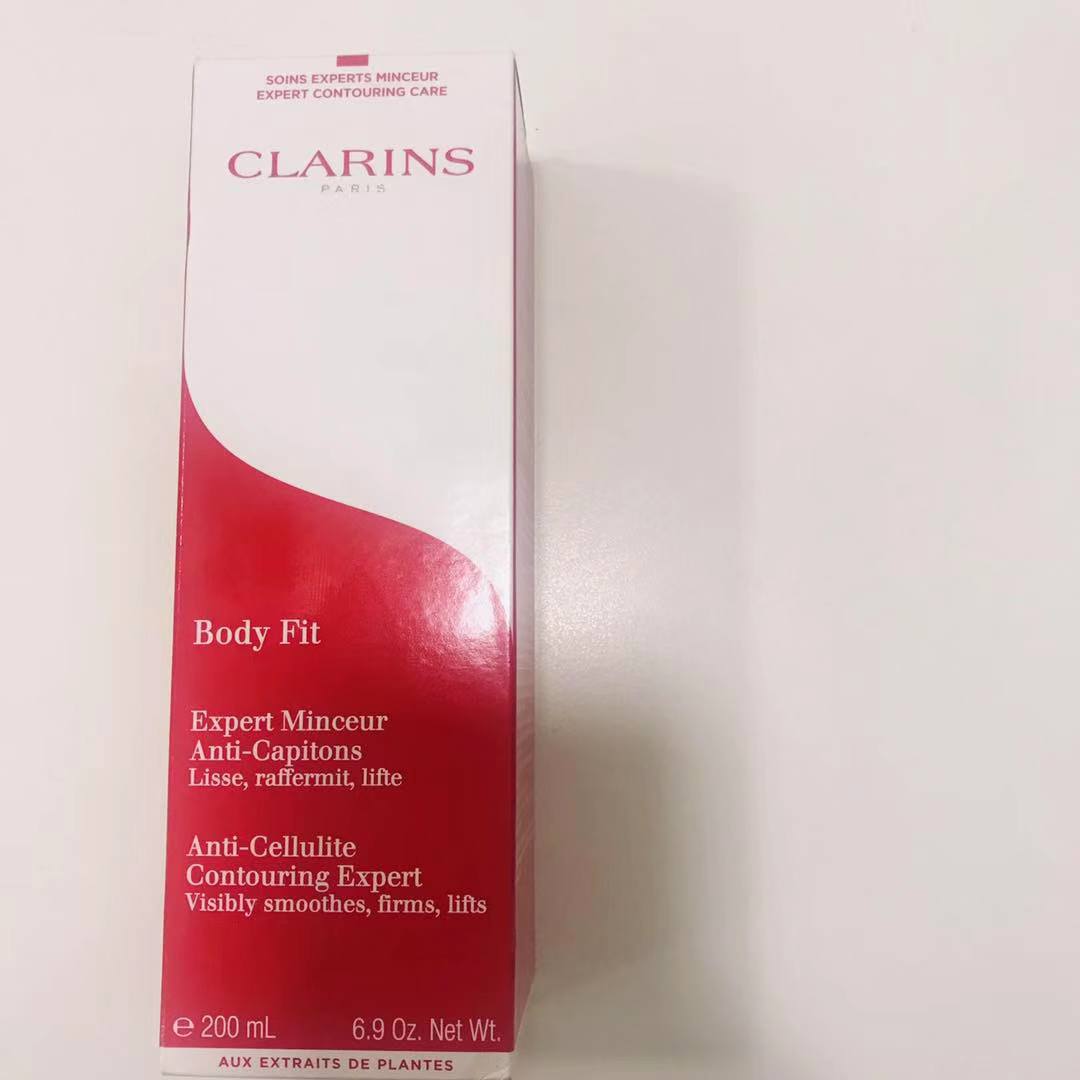 SOINS EXPERTS MINCEUR
EXPERT CONTOURING CARE
CLARINS
PARIS
Body Fit
Expert Minceur
Anti-Capitons
Lisse, raffermit, lifte
Anti-Cellulite
Contouring Expert
Visibly smoothes, firms, lifts
℮ 200 mL 6.9 Oz. Net Wt.
AUX EXTRAITS DE PLANTES